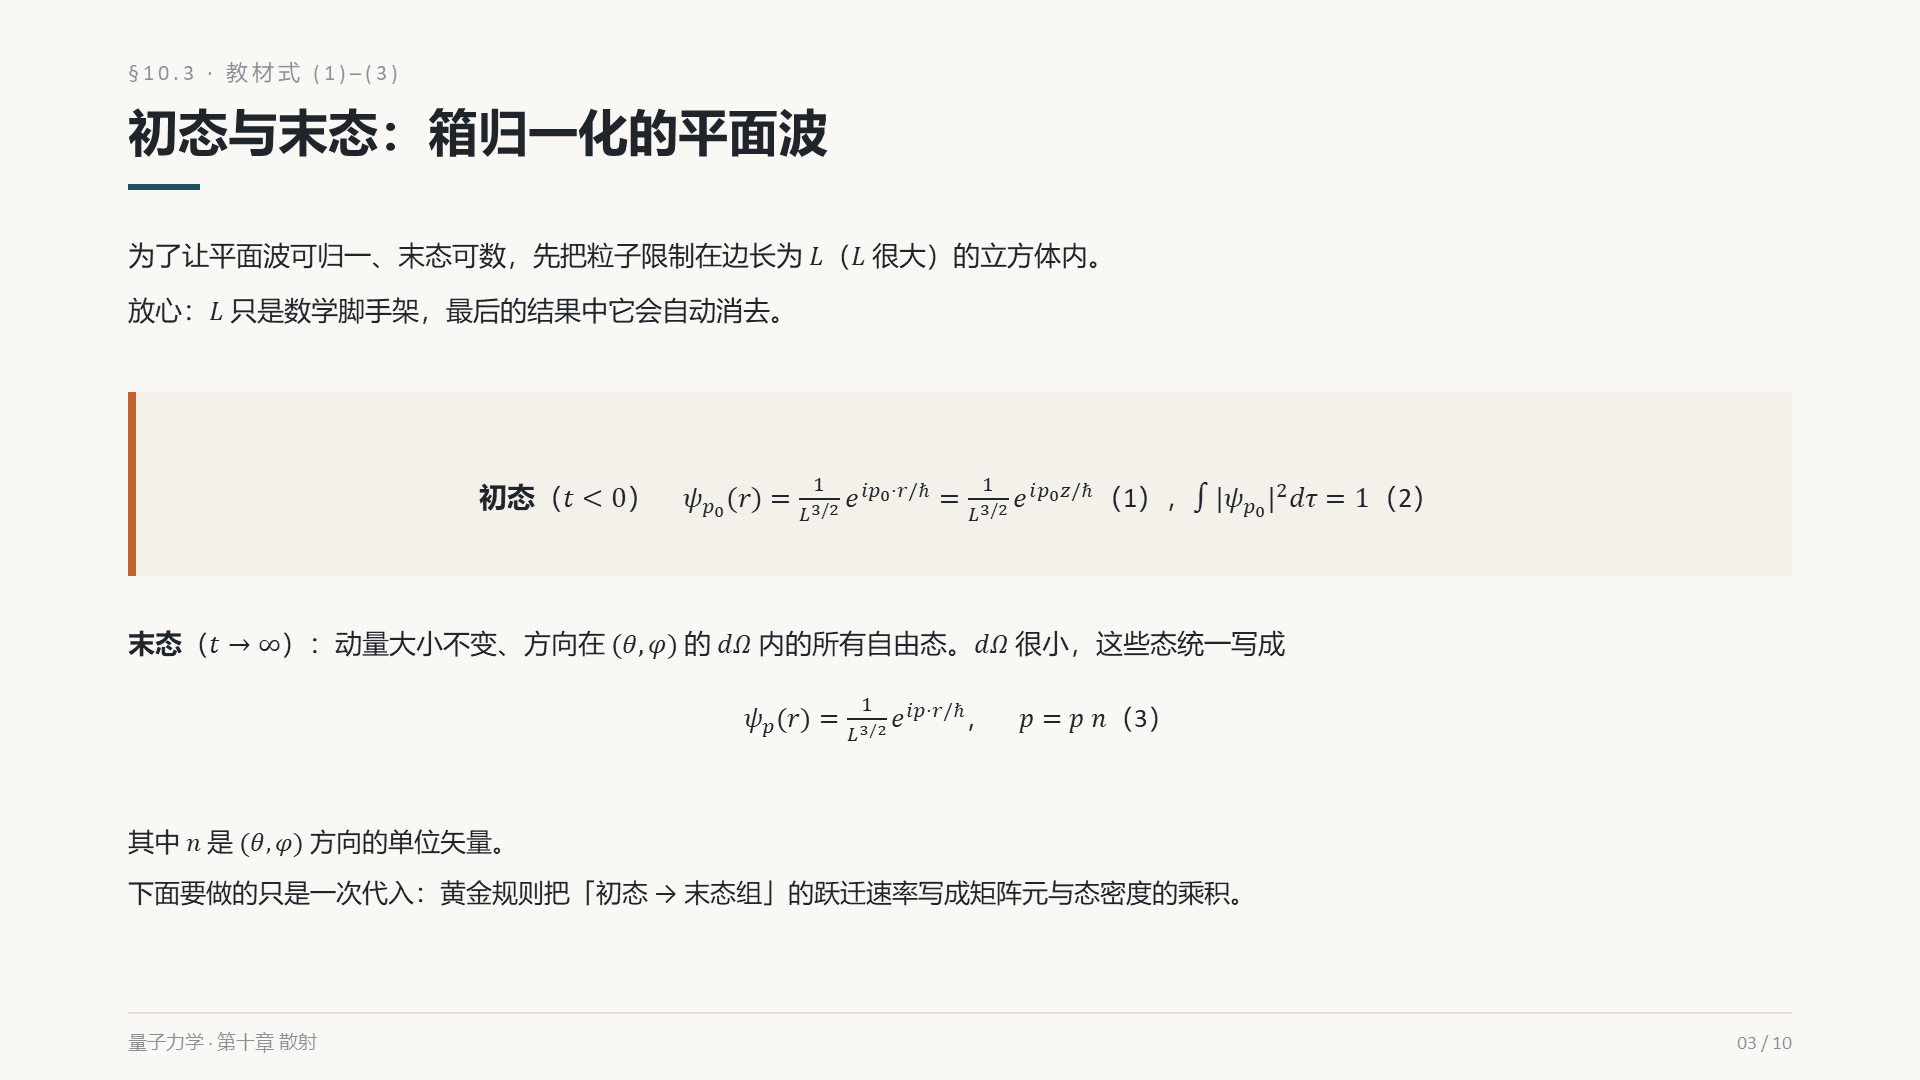 §10.3 · 教材式 (1)–(3)
初态与末态：箱归一化的平面波
为了让平面波可归一、末态可数，先把粒子限制在边长为 L（L 很大）的立方体内。
放心：L 只是数学脚手架，最后的结果中它会自动消去。
初态（t < 0） ψ_{p_0}(r) = \frac{1}{L^{3/2}} e^{ip_0·r/ℏ} = \frac{1}{L^{3/2}} e^{ip_0z/ℏ}（1）, ∫ |ψ_{p_0}|^2 dτ = 1（2）
末态（t → ∞）：动量大小不变、方向在 (θ,φ) 的 dΩ 内的所有自由态。dΩ 很小，这些态统一写成
ψ_p(r) = \frac{1}{L^{3/2}} e^{ip·r/ℏ}, p = p n（3）
其中 n 是 (θ,φ) 方向的单位矢量。
下面要做的只是一次代入：黄金规则把「初态 → 末态组」的跃迁速率写成矩阵元与态密度的乘积。
量子力学 · 第十章 散射
03 / 10